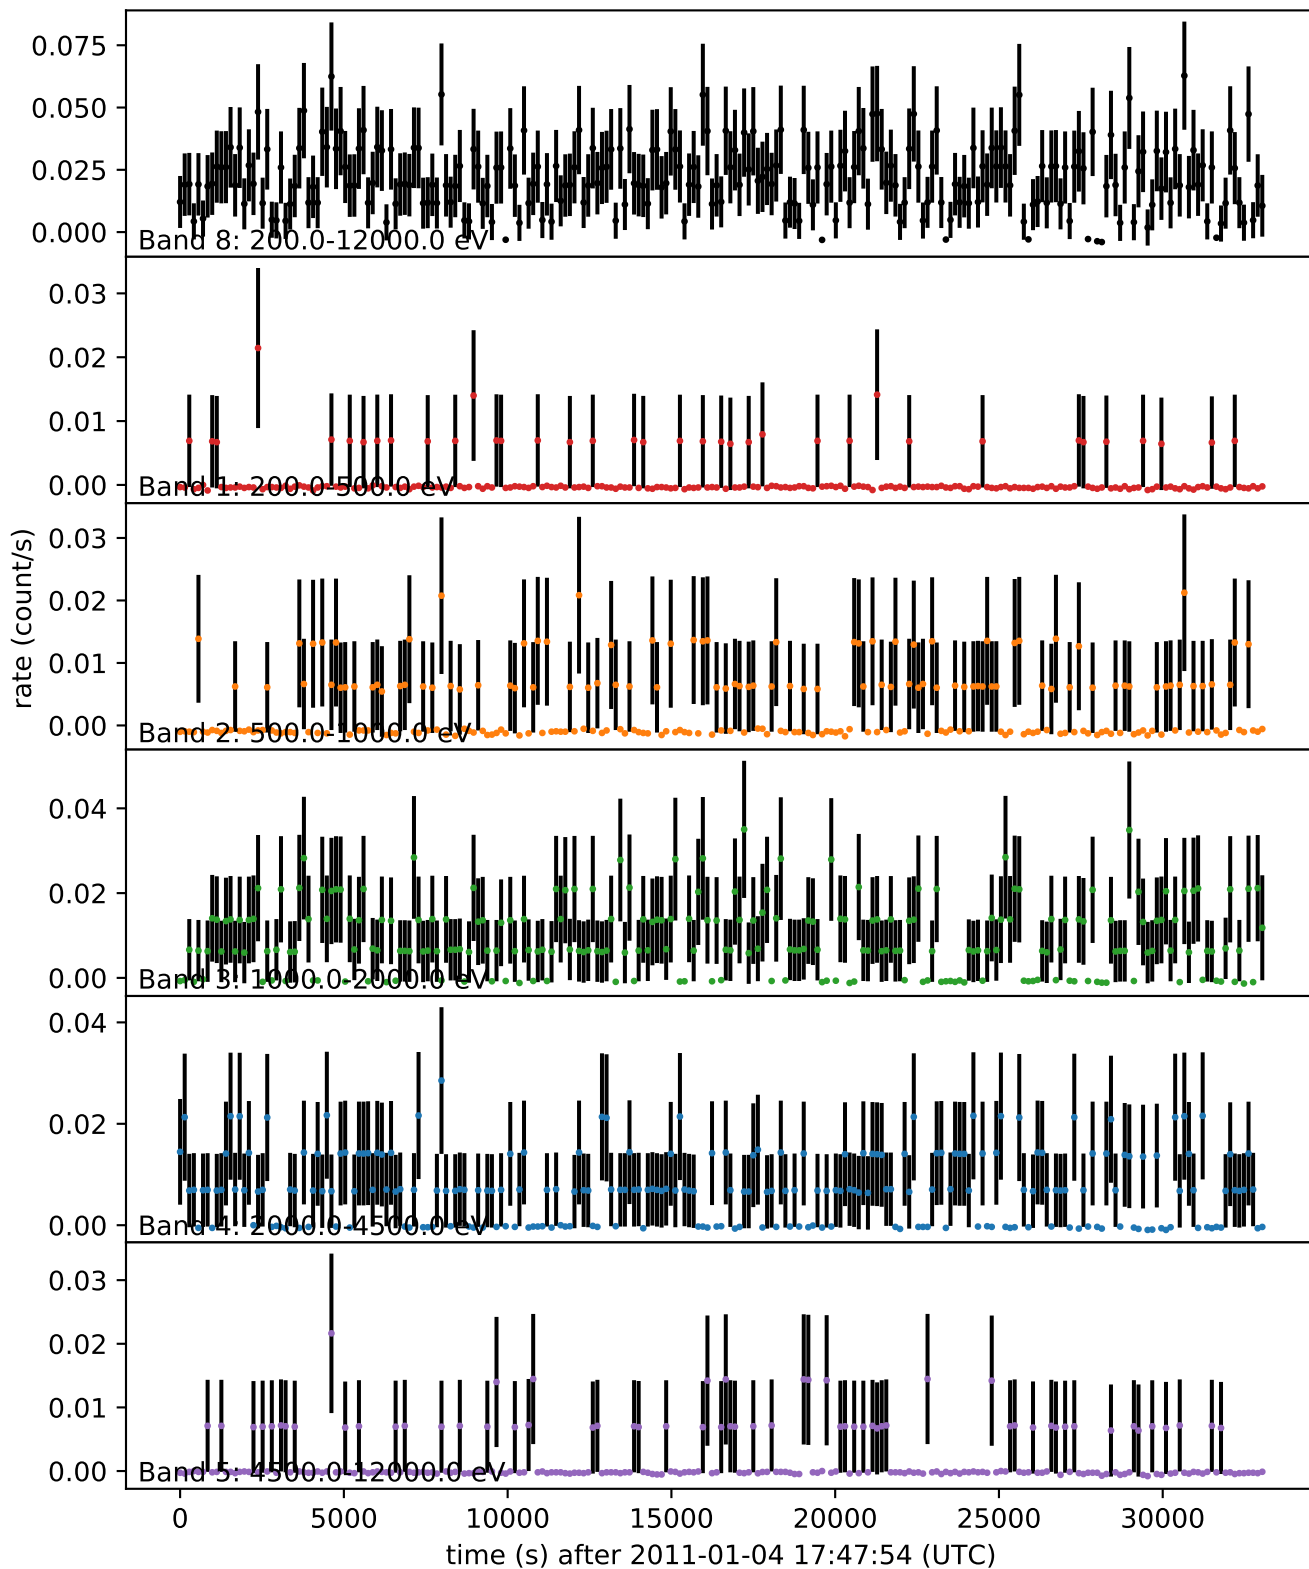 0.075
0.050
0.025
0.000
Band 8: 200.0-12000.0 eV
0.03
0.02
0.01
0.00
Band 1: 200.0-500.0 eV
rate (count/s)
0.03
0.02
0.01
0.00
Band 2: 500.0-1000.0 eV
0.04
0.02
0.00
Band 3: 1000.0-2000.0 eV
0.04
0.02
0.00
Band 4: 2000.0-4500.0 eV
0.03
0.02
0.01
0.00
Band 5: 4500.0-12000.0 eV
0 5000 10000 15000 20000 25000 30000
time (s) after 2011-01-04 17:47:54 (UTC)